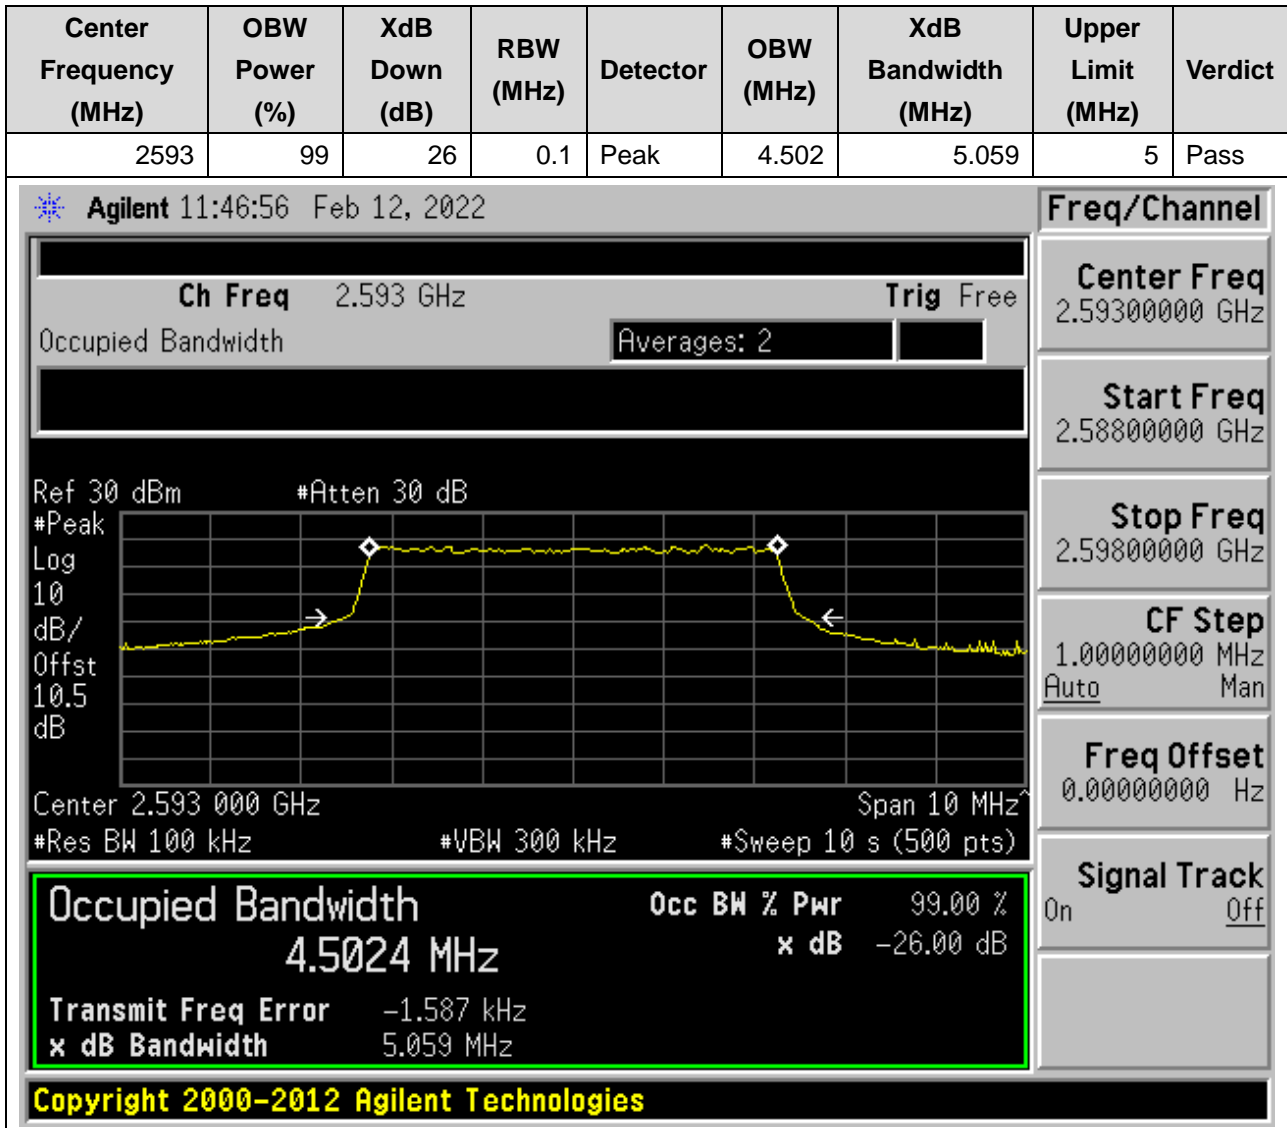 Center Frequency (MHz) OBW Power (%) XdB Down (dB) RBW (MHz) Detector OBW (MHz) XdB Bandwidth (MHz) Upper Limit (MHz) Verdict
2593 99 26 0.1 Peak 4.502 5.059 5 Pass
Agilent 11:46:56 Feb 12, 2022
Freq/Channel
Ch Freq 2.593 GHz Trig Free
Occupied Bandwidth Averages: 2
Center Freq
2.59300000 GHz
Start Freq
2.58800000 GHz
Stop Freq
2.59800000 GHz
CF Step
1.00000000 MHz
Auto Man
Freq Offset
0.00000000 Hz
Signal Track
On Off
Ref 30 dBm #Atten 30 dB
#Peak
Log
10
dB/
Offst
10.5
dB
Center 2.593 000 GHz Span 10 MHz^
#Res BW 100 kHz #VBW 300 kHz #Sweep 10 s (500 pts)
Occupied Bandwidth Occ BW % Pwr 99.00 %
4.5024 MHz x dB -26.00 dB
Transmit Freq Error -1.587 kHz
x dB Bandwidth 5.059 MHz
Copyright 2000-2012 Agilent Technologies